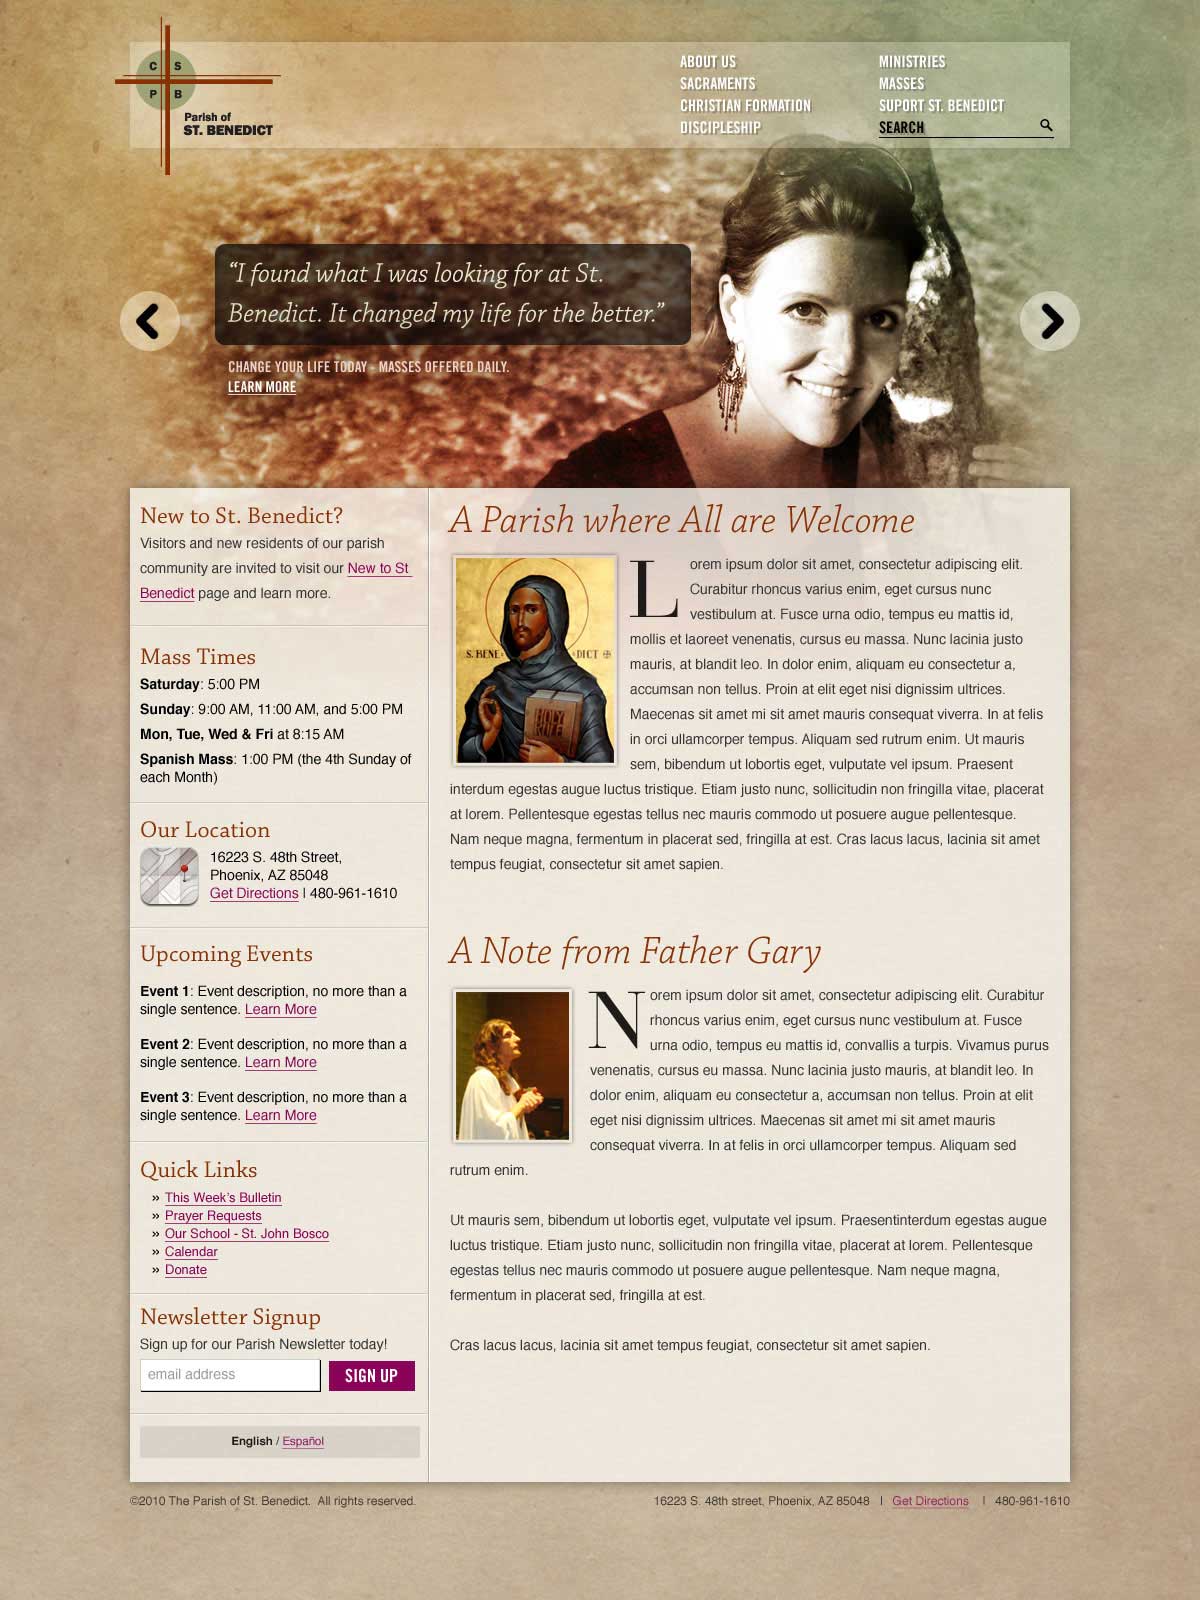 C S
P B
Parish of
ST. BENEDICT
ABOUT US
SACRAMENTS
CHRISTIAN FORMATION
DISCIPLESHIP
MINISTRIES
MASSES
SUPORT ST. BENEDICT
SEARCH
“I found what I was looking for at St.
Benedict. It changed my life for the better.”
CHANGE YOUR LIFE TODAY - MASSES OFFERED DAILY.
LEARN MORE
New to St. Benedict?
Visitors and new residents of our parish
community are invited to visit our New to St
Benedict page and learn more.
Mass Times
Saturday: 5:00 PM
Sunday: 9:00 AM, 11:00 AM, and 5:00 PM
Mon, Tue, Wed & Fri at 8:15 AM
Spanish Mass: 1:00 PM (the 4th Sunday of
each Month)
Our Location
16223 S. 48th Street,
Phoenix, AZ 85048
Get Directions | 480-961-1610
Upcoming Events
Event 1: Event description, no more than a
single sentence. Learn More
Event 2: Event description, no more than a
single sentence. Learn More
Event 3: Event description, no more than a
single sentence. Learn More
Quick Links
» This Week’s Bulletin
» Prayer Requests
» Our School - St. John Bosco
» Calendar
» Donate
Newsletter Signup
Sign up for our Parish Newsletter today!
email address
SIGN UP
English / Español
A Parish where All are Welcome
S. BENE DICT
HOLY RULE
Lorem ipsum dolor sit amet, consectetur adipiscing elit.
Curabitur rhoncus varius enim, eget cursus nunc
vestibulum at. Fusce urna odio, tempus eu mattis id,
mollis et laoreet venenatis, cursus eu massa. Nunc lacinia justo
mauris, at blandit leo. In dolor enim, aliquam eu consectetur a,
accumsan non tellus. Proin at elit eget nisi dignissim ultrices.
Maecenas sit amet mi sit amet mauris consequat viverra. In at felis
in orci ullamcorper tempus. Aliquam sed rutrum enim. Ut mauris
sem, bibendum ut lobortis eget, vulputate vel ipsum. Praesent
interdum egestas augue luctus tristique. Etiam justo nunc, sollicitudin non fringilla vitae, placerat
at lorem. Pellentesque egestas tellus nec mauris commodo ut posuere augue pellentesque.
Nam neque magna, fermentum in placerat sed, fringilla at est. Cras lacus lacus, lacinia sit amet
tempus feugiat, consectetur sit amet sapien.
A Note from Father Gary
Norem ipsum dolor sit amet, consectetur adipiscing elit. Curabitur
rhoncus varius enim, eget cursus nunc vestibulum at. Fusce
urna odio, tempus eu mattis id, convallis a turpis. Vivamus purus
venenatis, cursus eu massa. Nunc lacinia justo mauris, at blandit leo. In
dolor enim, aliquam eu consectetur a, accumsan non tellus. Proin at elit
eget nisi dignissim ultrices. Maecenas sit amet mi sit amet mauris
consequat viverra. In at felis in orci ullamcorper tempus. Aliquam sed
rutrum enim.
Ut mauris sem, bibendum ut lobortis eget, vulputate vel ipsum. Praesentinterdum egestas augue
luctus tristique. Etiam justo nunc, sollicitudin non fringilla vitae, placerat at lorem. Pellentesque
egestas tellus nec mauris commodo ut posuere augue pellentesque. Nam neque magna,
fermentum in placerat sed, fringilla at est.
Cras lacus lacus, lacinia sit amet tempus feugiat, consectetur sit amet sapien.
©2010 The Parish of St. Benedict. All rights reserved.
16223 S. 48th street, Phoenix, AZ 85048 | Get Directions | 480-961-1610